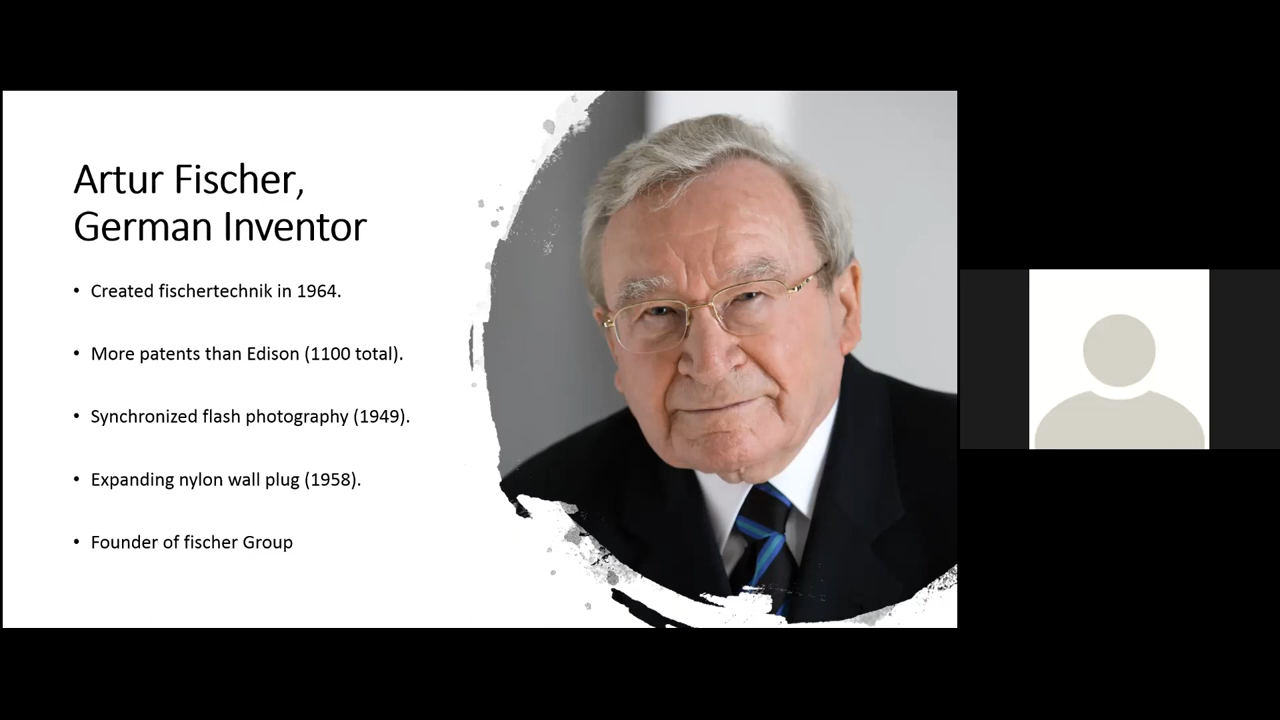 Artur Fischer,
German Inventor
• Created fischertechnik in 1964.
• More patents than Edison (1100 total).
• Synchronized flash photography (1949).
• Expanding nylon wall plug (1958).
• Founder of fischer Group